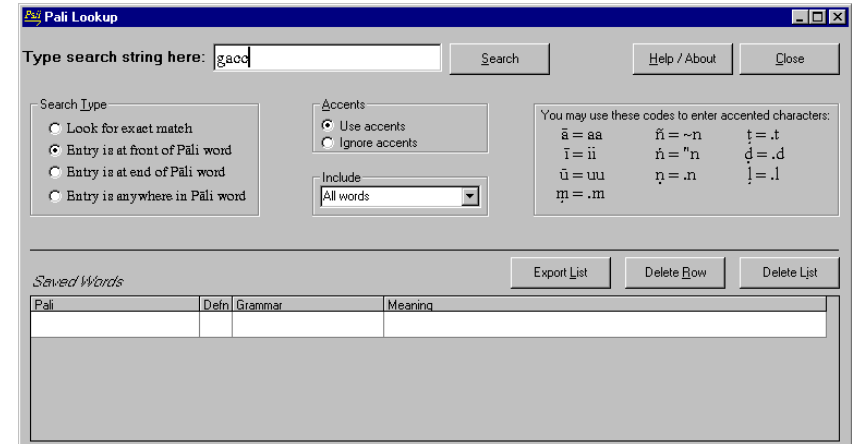 Pali Lookup
Type search string here: gacc Search Help / About Close
Search Type
Look for exact match
Entry is at front of Pāli word
Entry is at end of Pāli word
Entry is anywhere in Pāli word
Accents
Use accents
Ignore accents
Include
All words
You may use these codes to enter accented characters:
ā = aa ñ = ~n ṭ = .t
ī = ii ṅ = "n ḍ = .d
ū = uu ṇ = .n ḷ = .l
ṃ = .m
Saved Words Export List Delete Row Delete List
Pali Defn Grammar Meaning